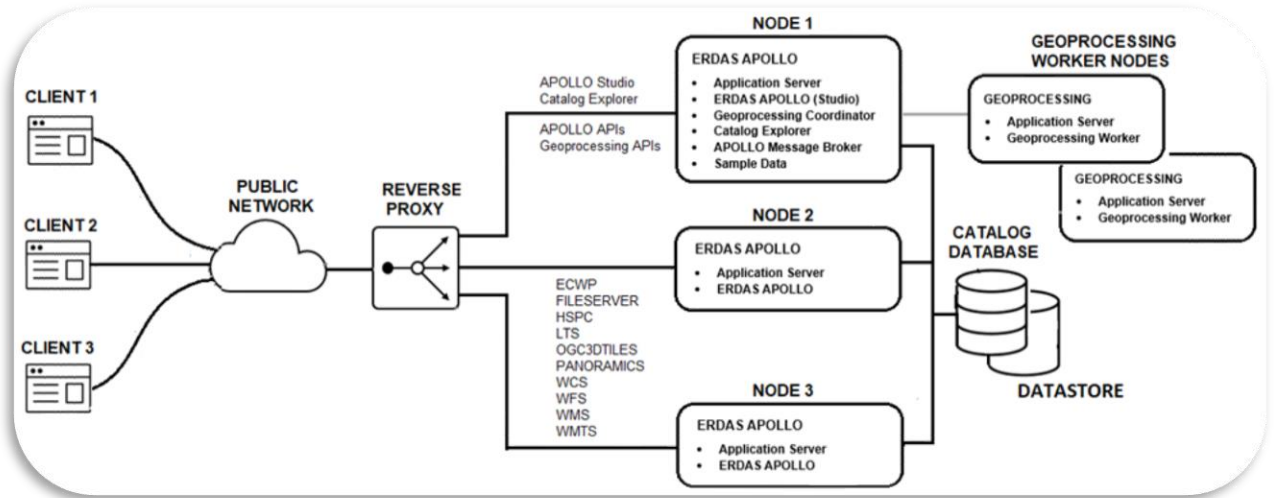 CLIENT 1
CLIENT 2
CLIENT 3
PUBLIC
NETWORK
REVERSE
PROXY
APOLLO Studio
Catalog Explorer
APOLLO APIs
Geoprocessing APIs
ECWP
FILESERVER
HSPC
LTS
OGC3DTILES
PANORAMICS
WCS
WFS
WMS
WMTS
NODE 1
ERDAS APOLLO
• Application Server
• ERDAS APOLLO (Studio)
• Geoprocessing Coordinator
• Catalog Explorer
• APOLLO Message Broker
• Sample Data
NODE 2
ERDAS APOLLO
• Application Server
• ERDAS APOLLO
NODE 3
ERDAS APOLLO
• Application Server
• ERDAS APOLLO
GEOPROCESSING
WORKER NODES
GEOPROCESSING
• Application Server
• Geoprocessing Worker
GEOPROCESSING
• Application Server
• Geoprocessing Worker
CATALOG
DATABASE
DATASTORE